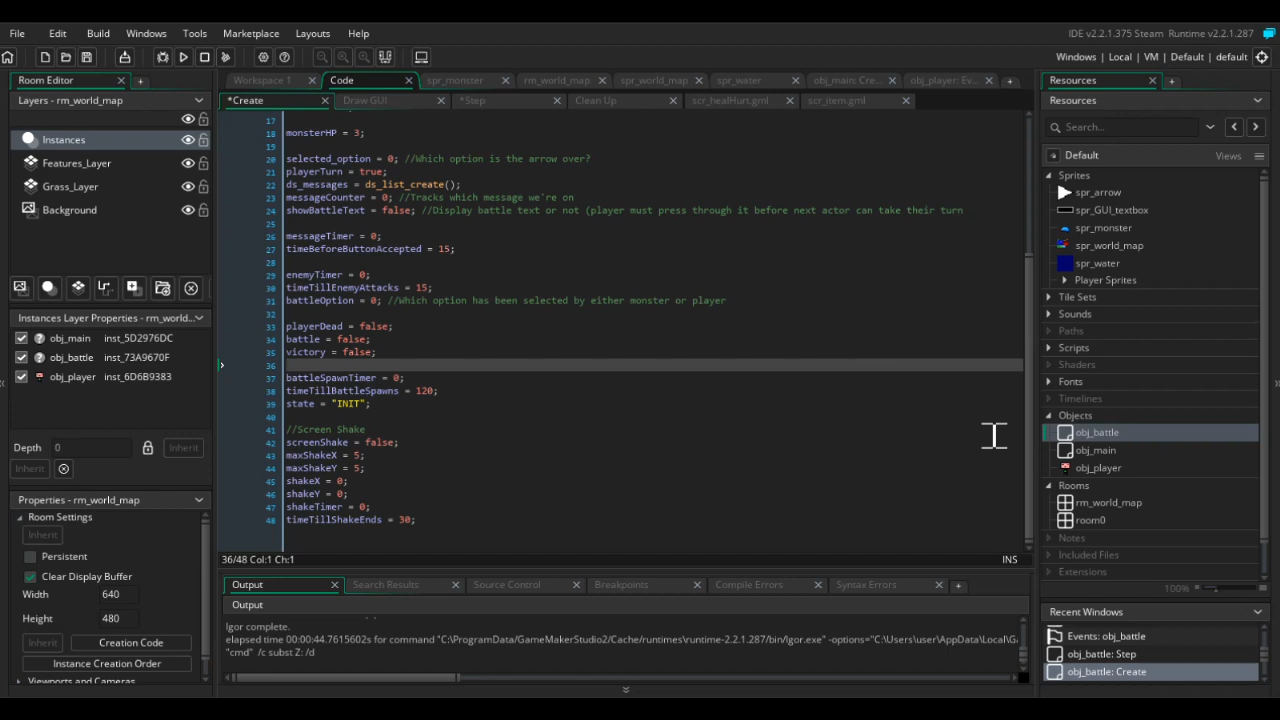 File Edit Build Windows Tools Marketplace Layouts Help
IDE v2.2.1.375 Steam Runtime v2.2.1.287
Windows | Local | VM | Default | default
Room Editor
Workspace 1
Code
spr_monster
rm_world_map
spr_world_map
spr_water
obj_main: Cre...
obj_player: Ev...
Resources
Layers - rm_world_map
*Create
Draw GUI
*Step
Clean Up
scr_healHurt.gml
scr_item.gml
Resources
Instances
Features_Layer
Grass_Layer
Background
Instances Layer Properties - rm_world...
obj_main inst_5D2976DC
obj_battle inst_73A9670F
obj_player inst_6D6B9383
Depth 0 Inherit
Inherit
Properties - rm_world_map
Room Settings
Inherit
Persistent
Clear Display Buffer
Width 640
Height 480
Inherit Creation Code
Instance Creation Order
Viewports and Cameras
17
18 monsterHP = 3;
19
20 selected_option = 0; //Which option is the arrow over?
21 playerTurn = true;
22 ds_messages = ds_list_create();
23 messageCounter = 0; //Tracks which message we're on
24 showBattleText = false; //Display battle text or not (player must press through it before next actor can take their turn
25
26 messageTimer = 0;
27 timeBeforeButtonAccepted = 15;
28
29 enemyTimer = 0;
30 timeTillEnemyAttacks = 15;
31 battleOption = 0; //Which option has been selected by either monster or player
32
33 playerDead = false;
34 battle = false;
35 victory = false;
36
37 battleSpawnTimer = 0;
38 timeTillBattleSpawns = 120;
39 state = "INIT";
40
41 //Screen Shake
42 screenShake = false;
43 maxShakeX = 5;
44 maxShakeY = 5;
45 shakeX = 0;
46 shakeY = 0;
47 shakeTimer = 0;
48 timeTillShakeEnds = 30;
36/48 Col:1 Ch:1 INS
Output
Search Results
Source Control
Breakpoints
Compile Errors
Syntax Errors
Output
Igor complete.
elapsed time 00:00:44.7615652s for command "C:\ProgramData/GameMakerStudio2/Cache/runtimes\runtime-2.2.1.287/bin/Igor.exe" -options="C:\Users\user\AppData\Local\Ga
"cmd" /c subst Z: /d
Search...
Default Views
Sprites
spr_arrow
spr_GUI_textbox
spr_monster
spr_world_map
spr_water
Player Sprites
Tile Sets
Sounds
Paths
Scripts
Shaders
Fonts
Timelines
Objects
obj_battle
obj_main
obj_player
Rooms
rm_world_map
room0
Notes
Included Files
Extensions
100%
Recent Windows
Events: obj_battle
obj_battle: Step
obj_battle: Create